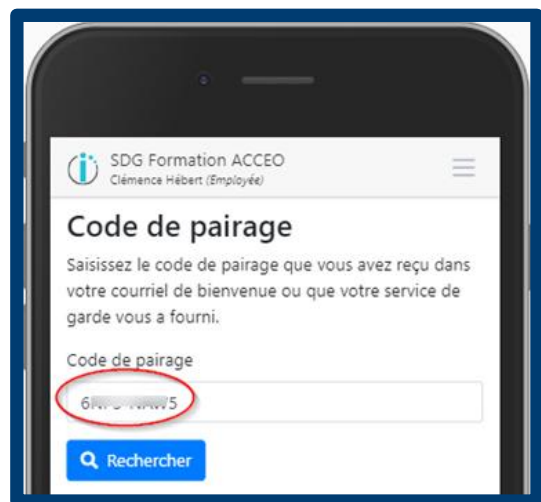 SDG Formation ACCEO
Clémence Hébert (Employée)
Code de pairage
Saisissez le code de pairage que vous avez reçu dans
votre courriel de bienvenue ou que votre service de
garde vous a fourni.
Code de pairage
Rechercher